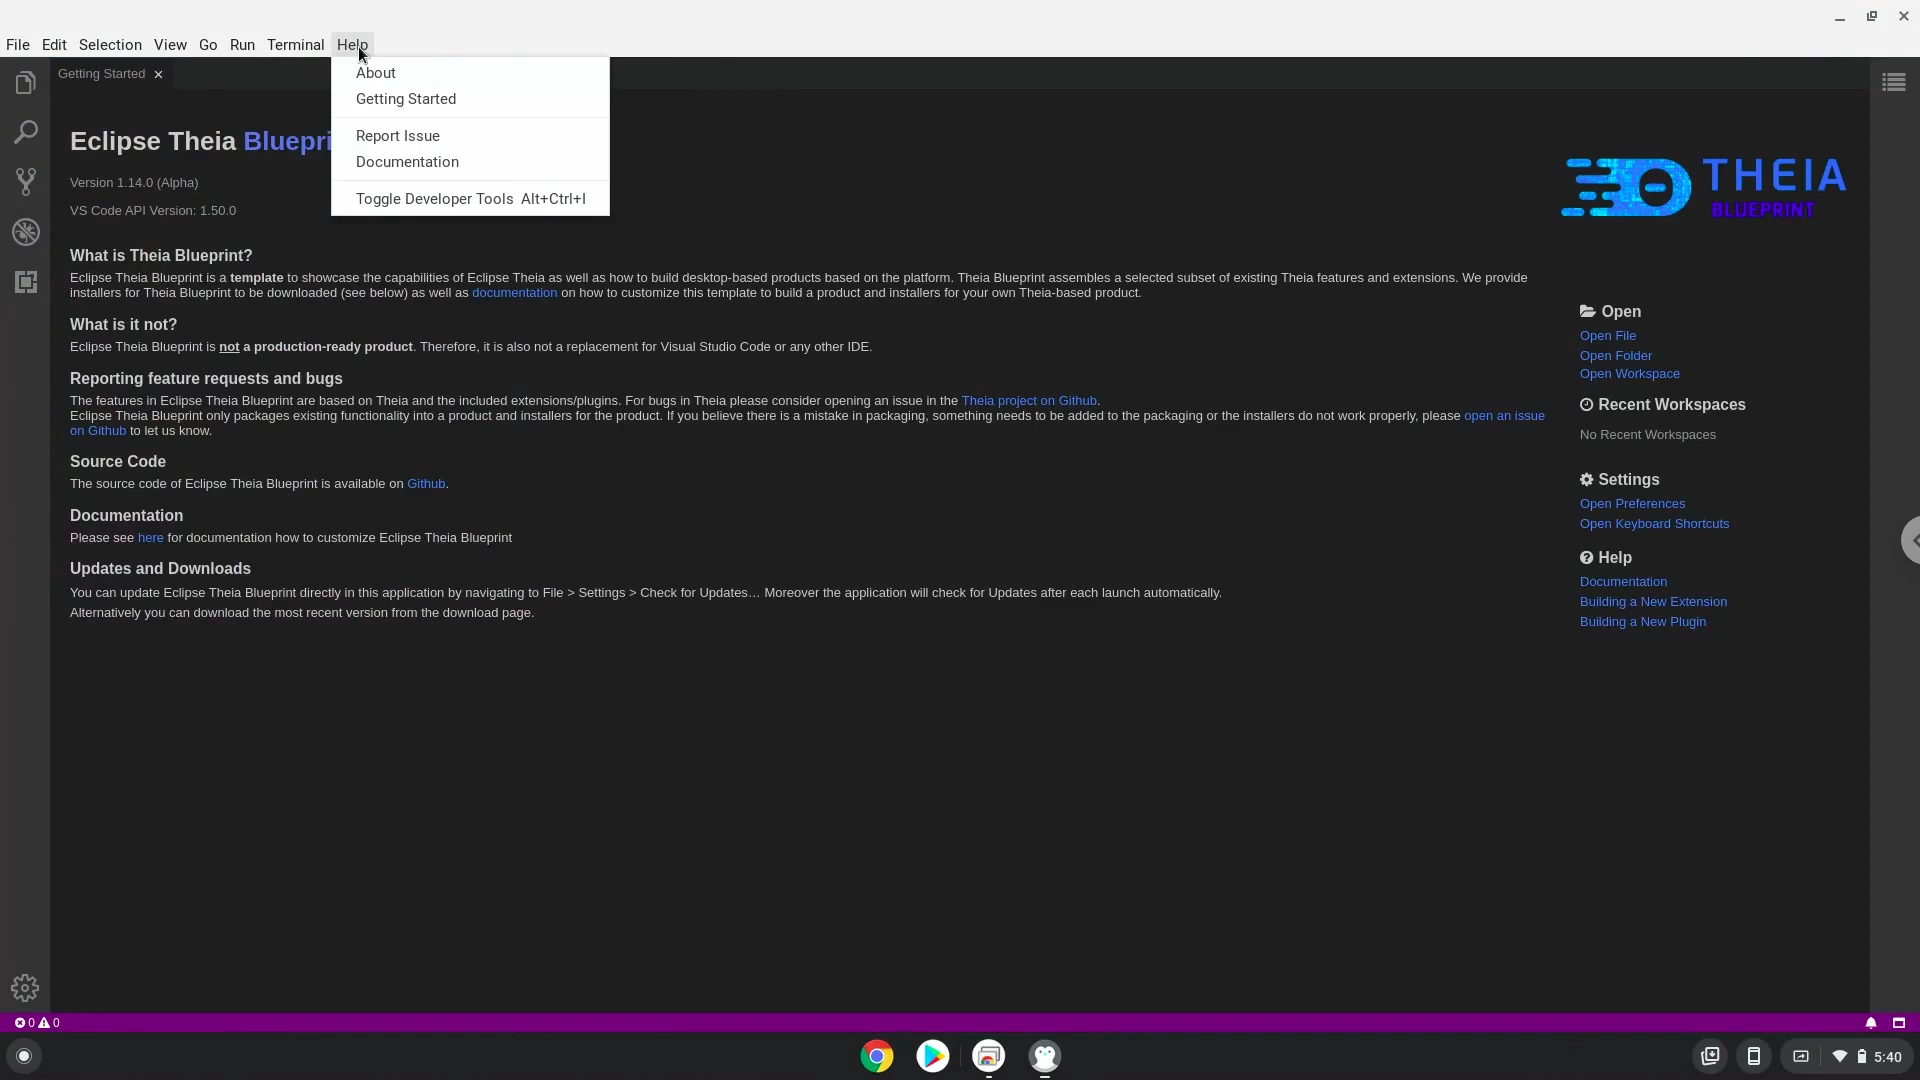 File Edit Selection View Go Run Terminal Help
Getting Started
About
Getting Started
Report Issue
Documentation
Toggle Developer Tools Alt+Ctrl+I
Eclipse Theia Bluepri
Version 1.14.0 (Alpha)
VS Code API Version: 1.50.0
THEIA
BLUEPRINT
What is Theia Blueprint?
Eclipse Theia Blueprint is a template to showcase the capabilities of Eclipse Theia as well as how to build desktop-based products based on the platform. Theia Blueprint assembles a selected subset of existing Theia features and extensions. We provide
installers for Theia Blueprint to be downloaded (see below) as well as documentation on how to customize this template to build a product and installers for your own Theia-based product.
What is it not?
Eclipse Theia Blueprint is not a production-ready product. Therefore, it is also not a replacement for Visual Studio Code or any other IDE.
Reporting feature requests and bugs
The features in Eclipse Theia Blueprint are based on Theia and the included extensions/plugins. For bugs in Theia please consider opening an issue in the Theia project on Github.
Eclipse Theia Blueprint only packages existing functionality into a product and installers for the product. If you believe there is a mistake in packaging, something needs to be added to the packaging or the installers do not work properly, please open an issue
on Github to let us know.
Source Code
The source code of Eclipse Theia Blueprint is available on Github.
Documentation
Please see here for documentation how to customize Eclipse Theia Blueprint
Updates and Downloads
You can update Eclipse Theia Blueprint directly in this application by navigating to File > Settings > Check for Updates… Moreover the application will check for Updates after each launch automatically.
Alternatively you can download the most recent version from the download page.
Open
Open File
Open Folder
Open Workspace
Recent Workspaces
No Recent Workspaces
Settings
Open Preferences
Open Keyboard Shortcuts
Help
Documentation
Building a New Extension
Building a New Plugin
0 0
5:40